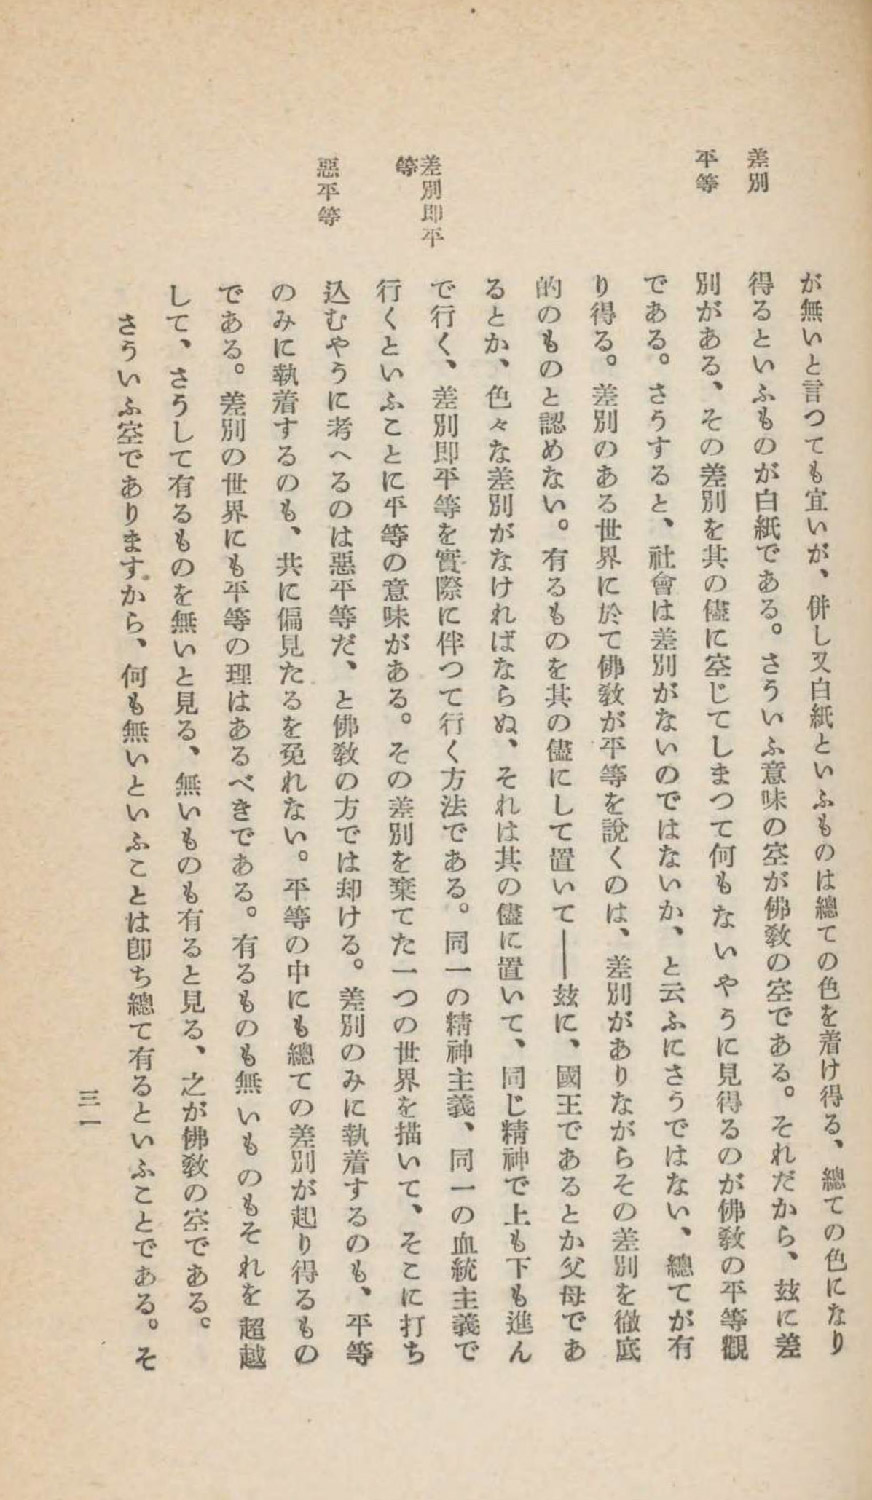 差別
平等
差別即平
等
惡平等
が無いと言つても宜いが、併し又白紙といふものは總ての色を着け得る、總ての色になり
得るといふものが白紙である。さういふ意味の空が佛敎の空である。それだから、玆に差
別がある、その差別を其の儘に空じてしまつて何もないやうに見得るのが佛敎の平等觀
である。さうすると、社會は差別がないのではないか、と云ふにさうではない、總てが有
り得る。差別のある世界に於て佛敎が平等を說くのは、差別がありながらその差別を徹底
的のものと認めない。有るものを其の儘にして置いて――玆に、國王であるとか父母であ
るとか、色々な差別がなければならぬ、それは其の儘に置いて、同じ精神で上も下も進ん
で行く、差別即平等を實際に伴つて行く方法である。同一の精神主義、同一の血統主義で
行くといふことに平等の意味がある。その差別を棄てた一つの世界を描いて、そこに打ち
込むやうに考へるのは惡平等だ、と佛敎の方では却ける。差別のみに執着するのも、平等
のみに執着するのも、共に偏見たるを免れない。平等の中にも總ての差別が起り得るもの
である。差別の世界にも平等の理はあるべきである。有るものも無いものもそれを超越
して、さうして有るものを無いと見る、無いものも有ると見る、之が佛敎の空である。
さういふ空でありますから、何も無いといふことは卽ち總て有るといふことである。そ
三一